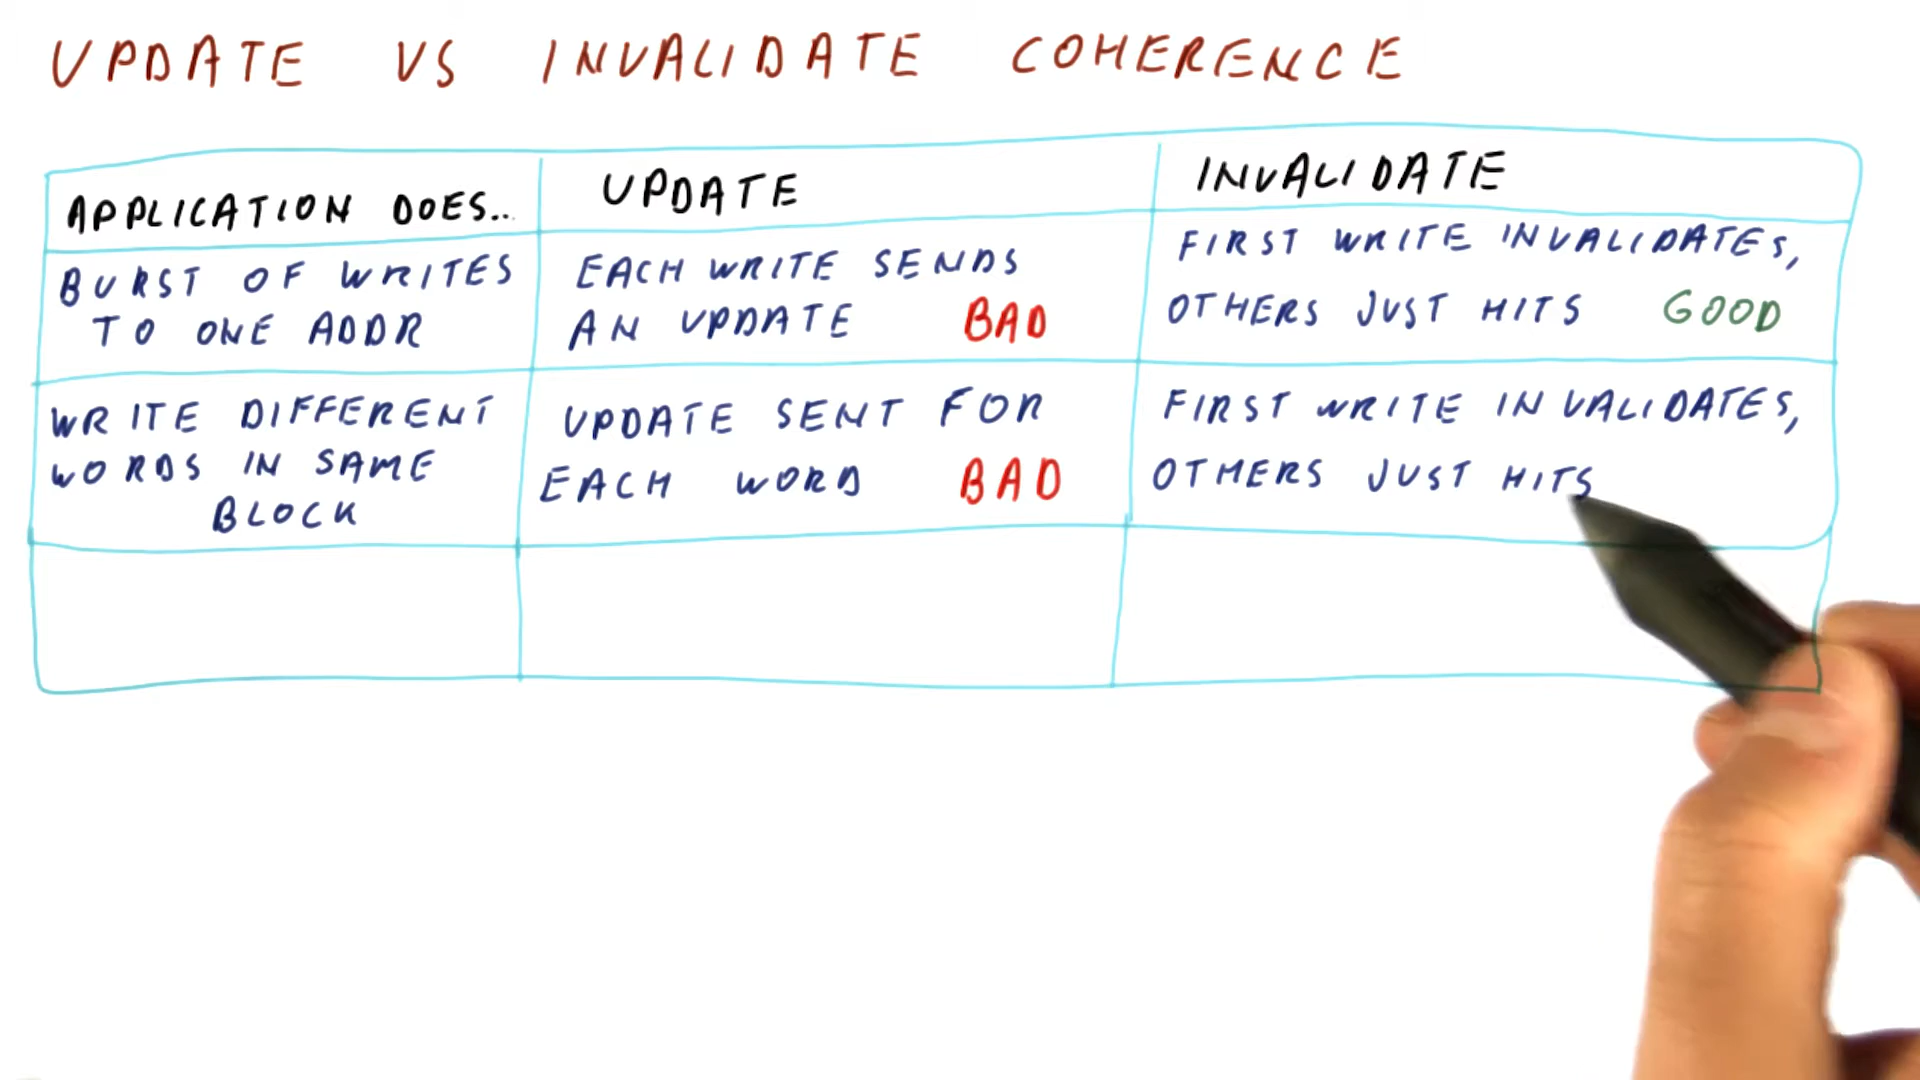 UPDATE VS INVALIDATE COHERENCE
APPLICATION DOES...
UPDATE
INVALIDATE
BURST OF WRITES
TO ONE ADDR
EACH WRITE SENDS
AN UPDATE BAD
FIRST WRITE INVALIDATES,
OTHERS JUST HITS GOOD
WRITE DIFFERENT
WORDS IN SAME
BLOCK
UPDATE SENT FOR
EACH WORD BAD
FIRST WRITE INVALIDATES,
OTHERS JUST HITS